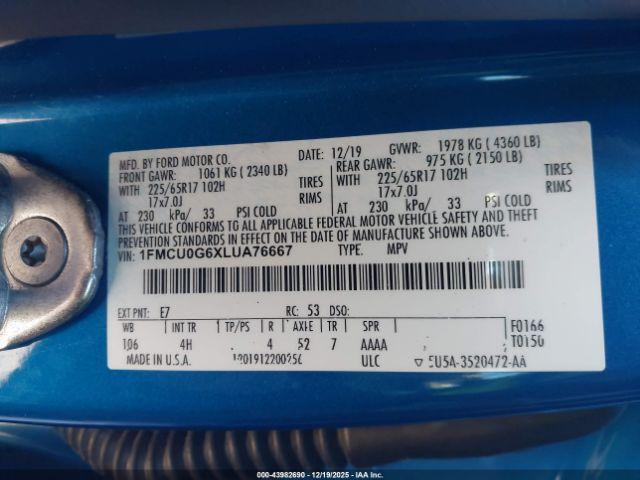 MFD. BY FORD MOTOR CO.
DATE: 12/19 GVWR: 1978 KG ( 4360 LB)
FRONT GAWR: 1061 KG ( 2340 LB)
REAR GAWR: 975 KG ( 2150 LB)
WITH 225/65R17 102H TIRES
17x7.0J RIMS
AT 230 kPa/ 33 PSI COLD
WITH 225/65R17 102H TIRES
17x7.0J RIMS
AT 230 kPa/ 33 PSI COLD
THIS VEHICLE CONFORMS TO ALL APPLICABLE FEDERAL MOTOR VEHICLE SAFETY AND THEFT
PREVENTION STANDARDS IN EFFECT ON THE DATE OF MANUFACTURE SHOWN ABOVE.
VIN: 1FMCU0G6XLUA76667 TYPE: MPV
EXT PNT: E7 RC: 53 DSO:
WB INT TR TP/PS R AXLE TR SPR
106 4H 4 52 7 AAAA
F0166
T0150
MADE IN U.S.A. ULC
▽ 5U5A-3520472-AA
000-43982690 - 12/19/2025 - IAAI.com